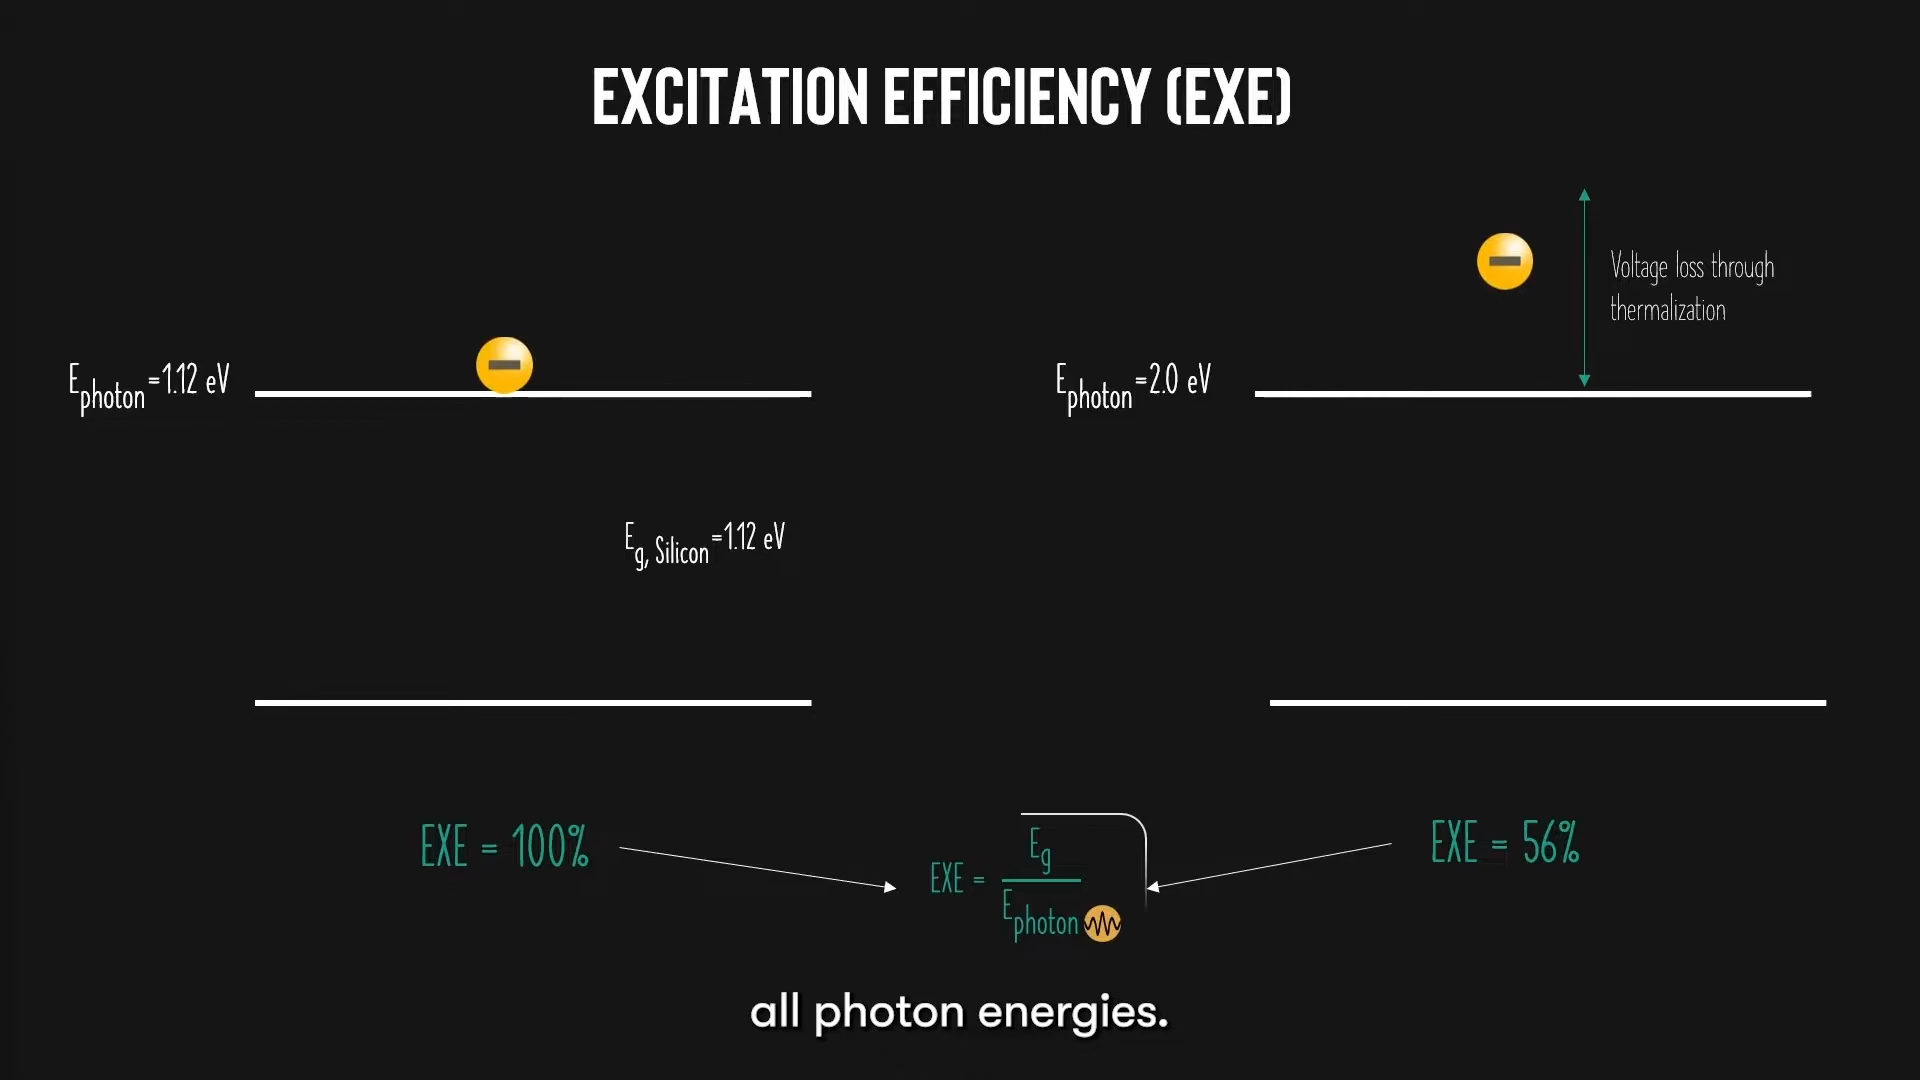 EXCITATION EFFICIENCY (EXE)
Voltage loss through
thermalization
Ephoton=1.12 eV
Ephoton=2.0 eV
Eg, Silicon=1.12 eV
EXE = 100%
EXE = Eg
Ephoton
EXE = 56%
all photon energies.